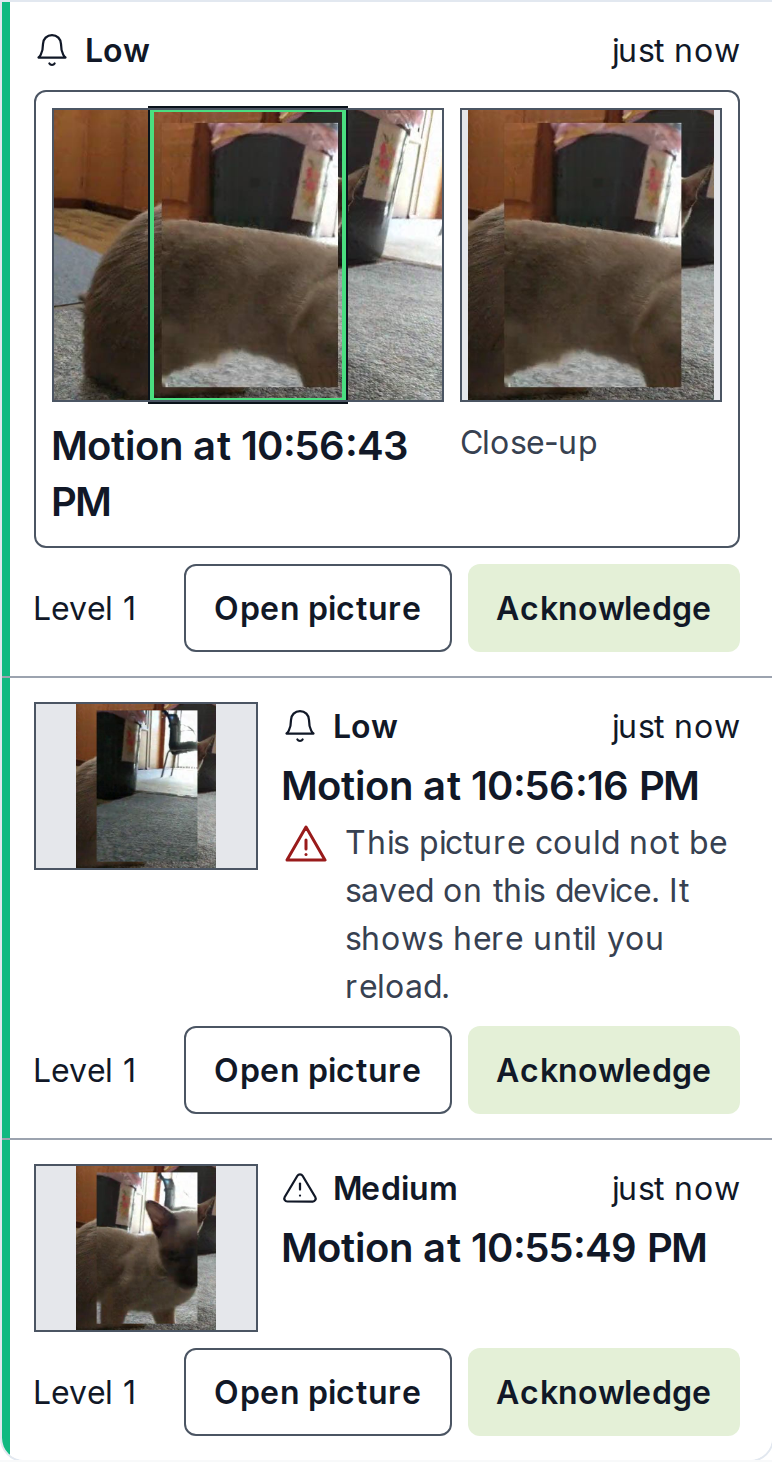 Low
just now
Motion at 10:56:43
PM
Close-up
Level 1
Open picture
Acknowledge
Low
just now
Motion at 10:56:16 PM
This picture could not be
saved on this device. It
shows here until you
reload.
Level 1
Open picture
Acknowledge
Medium
just now
Motion at 10:55:49 PM
Level 1
Open picture
Acknowledge